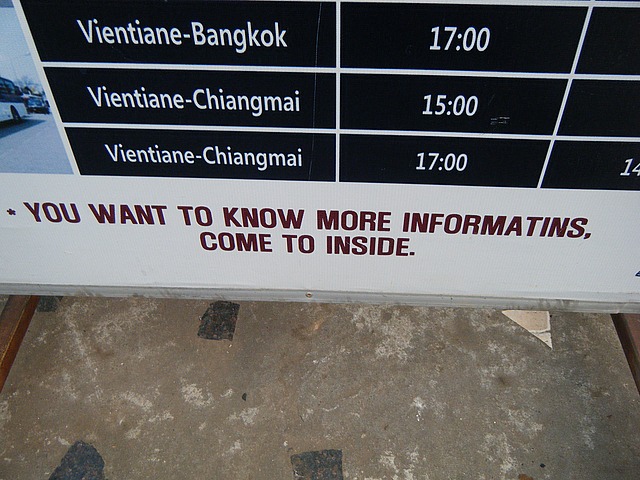 Vientiane-Bangkok 17:00
Vientiane-Chiangmai 15:00
Vientiane-Chiangmai 17:00 14
* YOU WANT TO KNOW MORE INFORMATINS,
COME TO INSIDE.